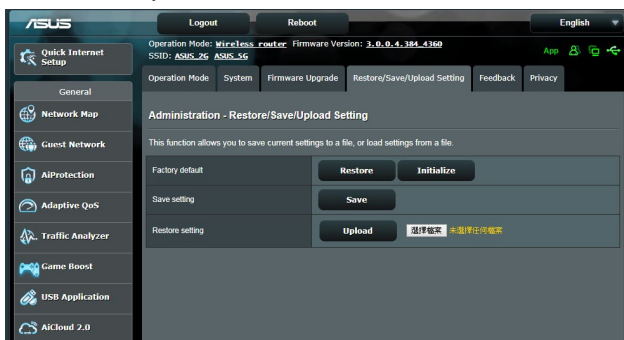 ASUS
Logout
Reboot
English
Operation Mode: Wireless router Firmware Version: 3.0.0.4.384_4360
SSID: ASUS_2G ASUS_5G
App
Quick Internet
Setup
Operation Mode System Firmware Upgrade Restore/Save/Upload Setting Feedback Privacy
General
Network Map
Guest Network
AiProtection
Adaptive QoS
Traffic Analyzer
Game Boost
USB Application
AiCloud 2.0
Administration - Restore/Save/Upload Setting
This function allows you to save current settings to a file, or load settings from a file.
Factory default Restore Initialize
Save setting Save
Restore setting Upload 選擇檔案 未選擇任何檔案